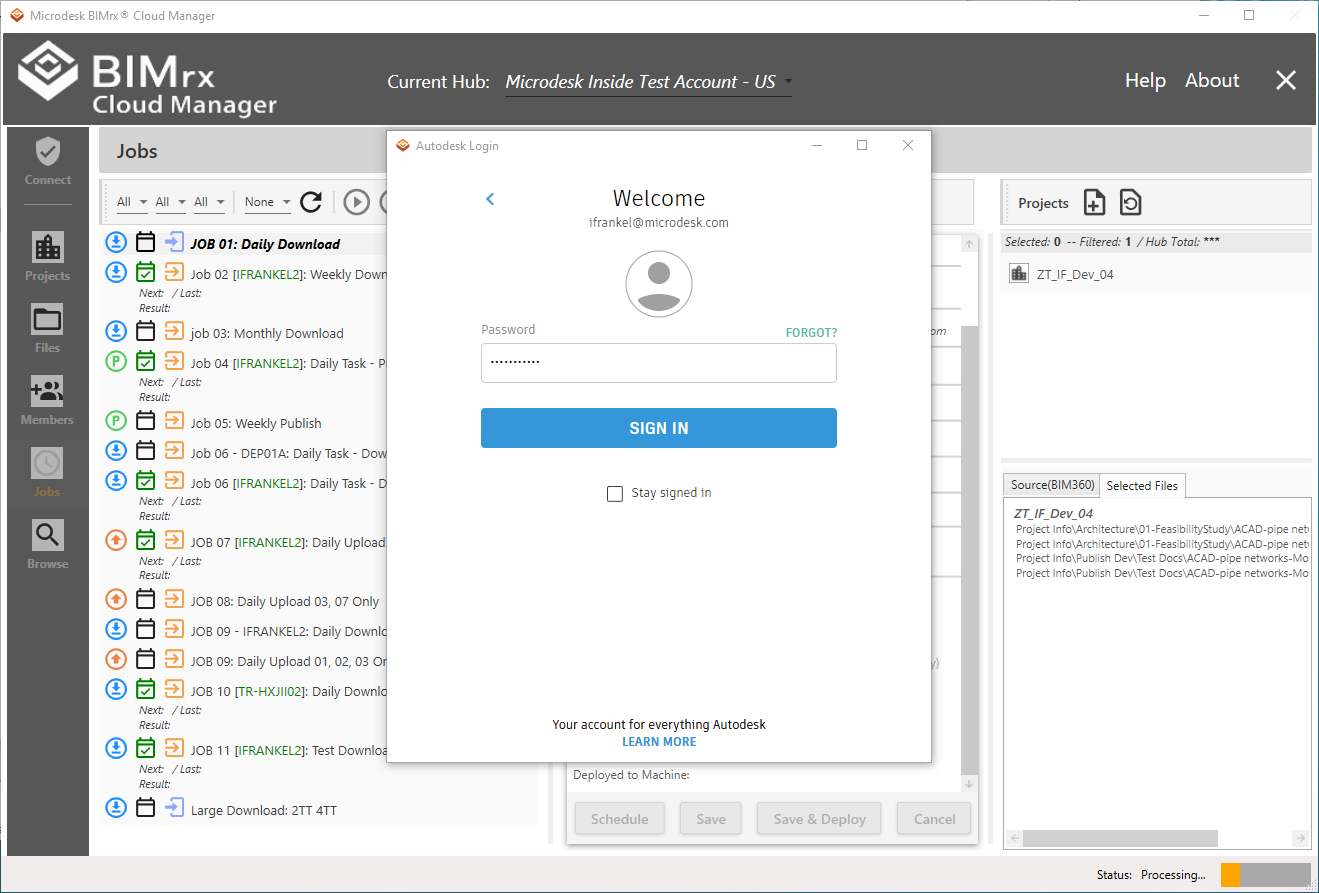 Microdesk BIMrx® Cloud Manager
BIMrx
Cloud Manager
Current Hub: Microdesk Inside Test Account - US
Help About
Connect
Projects
Files
Members
Jobs
Browse
Jobs
All All All None
JOB 01: Daily Download
Job 02 [IFRANKEL2]: Weekly Down
Next: / Last:
Result:
job 03: Monthly Download
Job 04 [IFRANKEL2]: Daily Task - P
Next: / Last:
Result:
P
Job 05: Weekly Publish
P
Job 06 - DEP01A: Daily Task - Dow
Job 06 [IFRANKEL2]: Daily Task - D
Next: / Last:
Result:
JOB 07 [IFRANKEL2]: Daily Upload
Next: / Last:
Result:
JOB 08: Daily Upload 03, 07 Only
JOB 09 - IFRANKEL2: Daily Downlo
JOB 09: Daily Upload 01, 02, 03 On
JOB 10 [TR-HXJII02]: Daily Downlo
Next: / Last:
Result:
JOB 11 [IFRANKEL2]: Test Downloa
Next: / Last:
Result:
Large Download: 2TT 4TT
Autodesk Login
Welcome
ifrankel@microdesk.com
Password
FORGOT?
•••••••••••
SIGN IN
Stay signed in
Your account for everything Autodesk
LEARN MORE
om
y)
Deployed to Machine:
Schedule Save Save & Deploy Cancel
Projects
Selected: 0 -- Filtered: 1 / Hub Total: ***
ZT_IF_Dev_04
Source(BIM360) Selected Files
ZT_IF_Dev_04
Project Info\Architecture\01-FeasibilityStudy\ACAD-pipe netw
Project Info\Architecture\01-FeasibilityStudy\ACAD-pipe netw
Project Info\Publish Dev\Test Docs\ACAD-pipe networks-Mo
Project Info\Publish Dev\Test Docs\ACAD-pipe networks-Mo
Status: Processing...